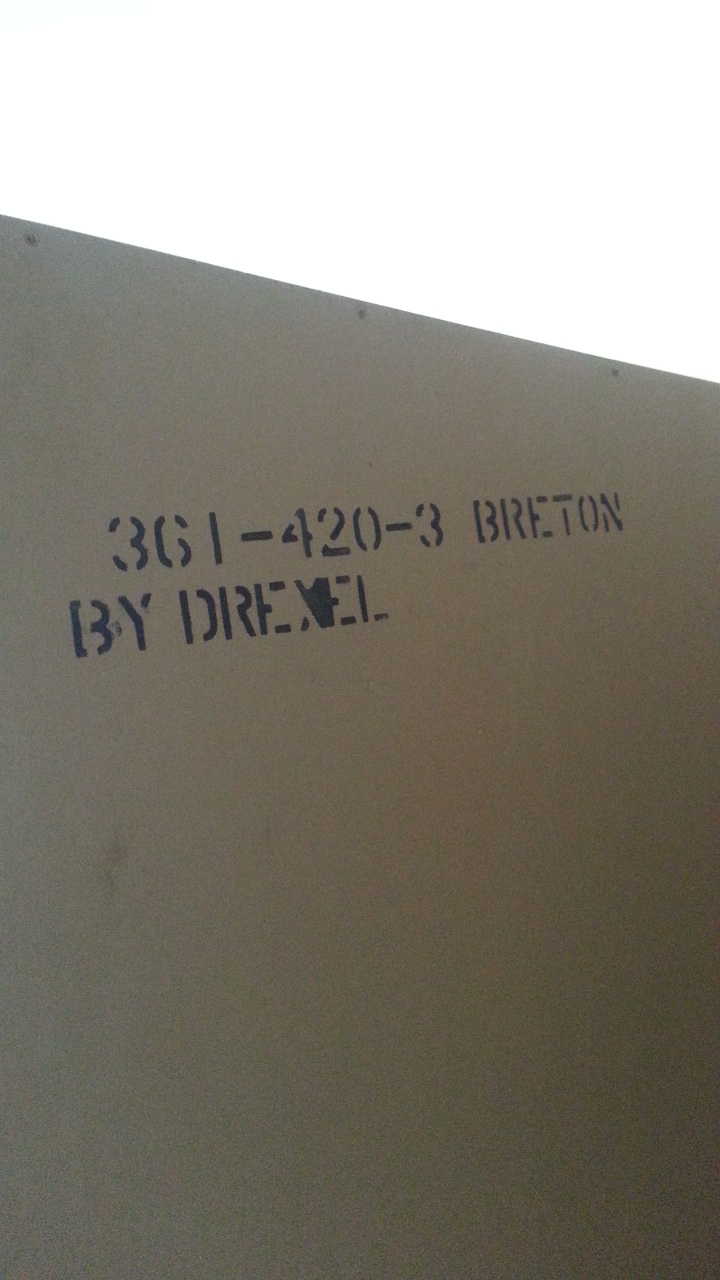 361-420-3 BRETON
BY DREXEL